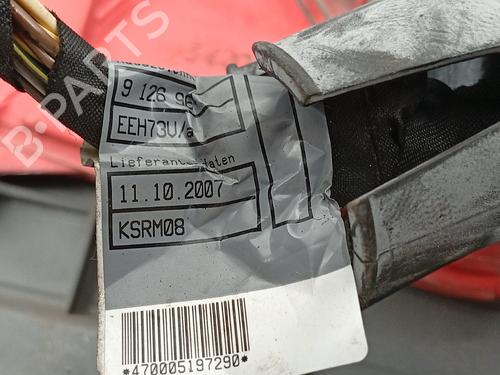 9 126 96
EEH73U/a
Lieferantendaten
11.10.2007
KSRM08
*470005197290*
B-PARTS